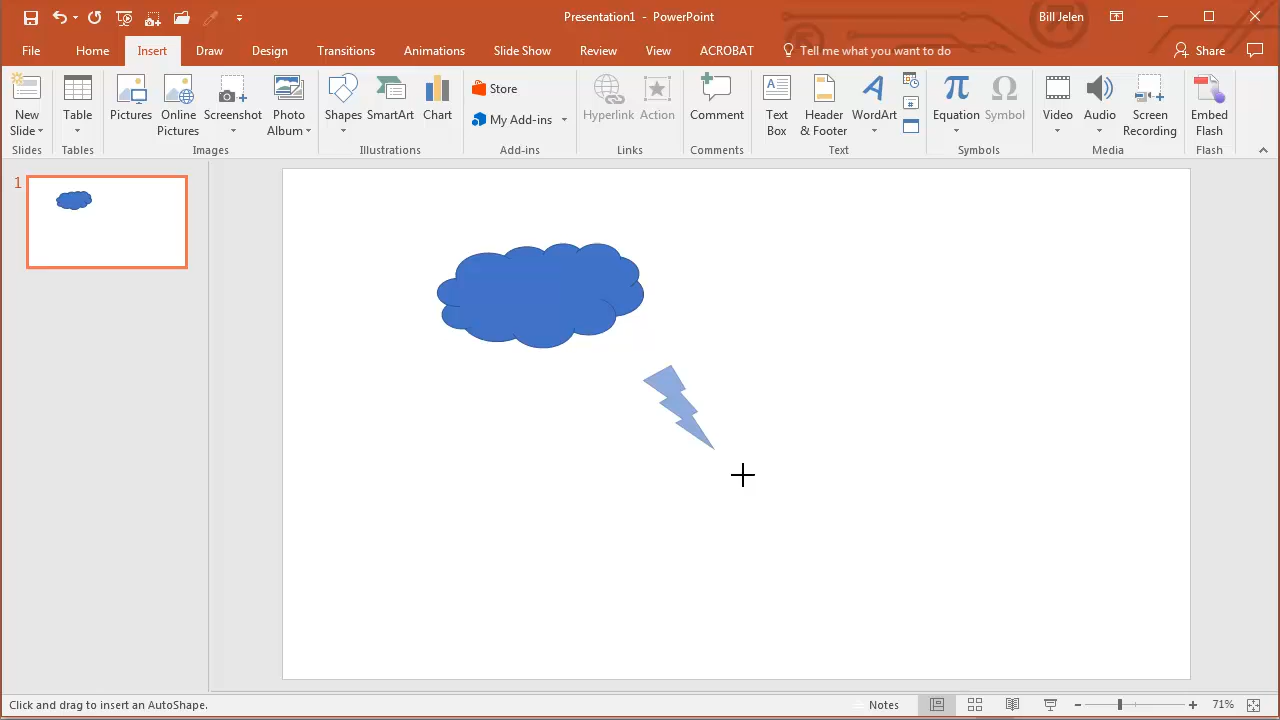 Presentation1 - PowerPoint
Bill Jelen
File Home Insert Draw Design Transitions Animations Slide Show Review View ACROBAT Tell me what you want to do Share
New Slide
Table
Pictures
Online Pictures
Screenshot
Photo Album
Shapes
SmartArt
Chart
Store
My Add-ins
Hyperlink
Action
Comment
Text Box
Header & Footer
WordArt
Equation
Symbol
Video
Audio
Screen Recording
Embed Flash
Slides Tables Images Illustrations Add-ins Links Comments Text Symbols Media Flash
1
Click and drag to insert an AutoShape.
Notes
71%